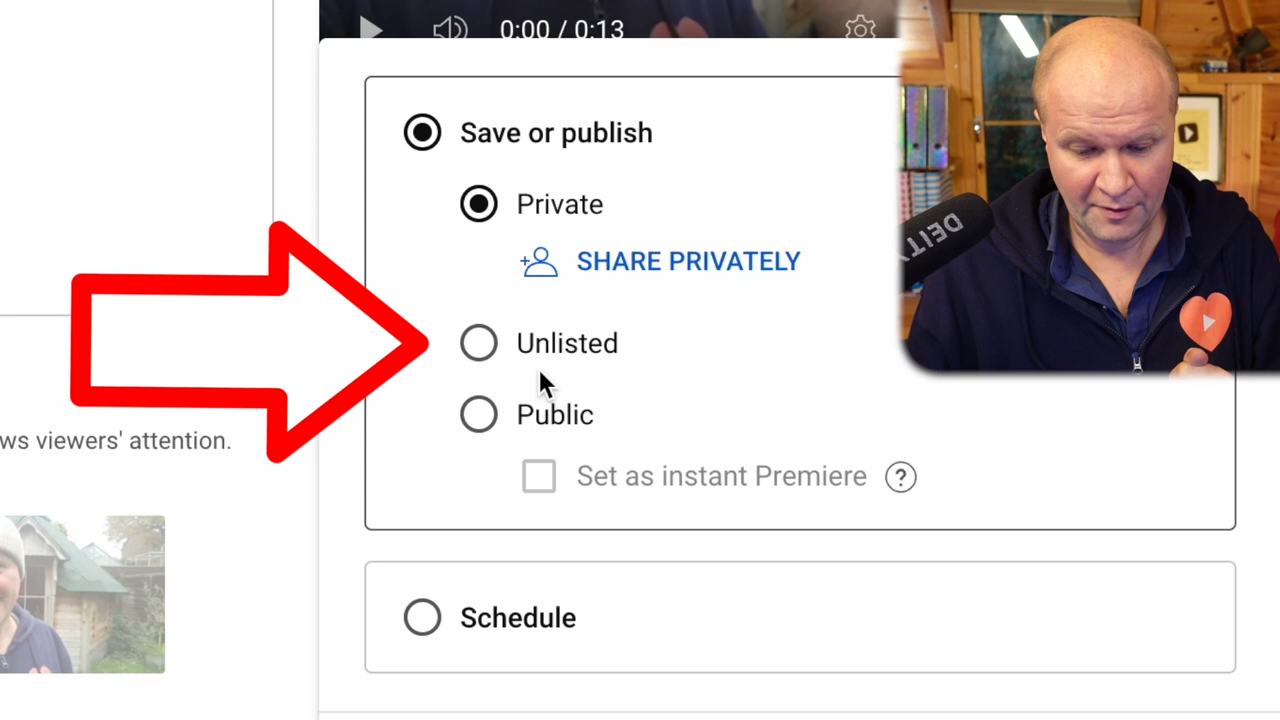 0:00 / 0:13
Save or publish
Private
SHARE PRIVATELY
Unlisted
Public
Set as instant Premiere ?
Schedule
ws viewers' attention.
DEITY